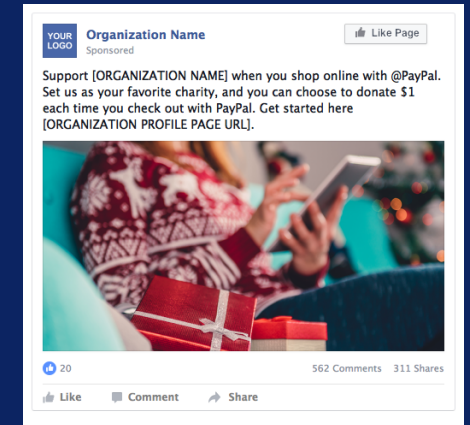 YOUR
LOGO
Organization Name
Sponsored
Like Page
Support [ORGANIZATION NAME] when you shop online with @PayPal.
Set us as your favorite charity, and you can choose to donate $1
each time you check out with PayPal. Get started here
[ORGANIZATION PROFILE PAGE URL].
20
562 Comments 311 Shares
Like Comment Share